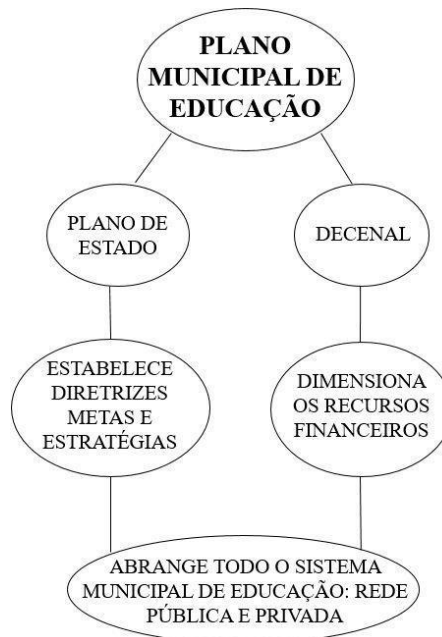 PLANO
MUNICIPAL DE
EDUCAÇÃO
PLANO DE
ESTADO
DECENAL
ESTABELECE
DIRETRIZES
METAS E
ESTRATÉGIAS
DIMENSIONA
OS RECURSOS
FINANCEIROS
ABRANGE TODO O SISTEMA
MUNICIPAL DE EDUCAÇÃO: REDE
PÚBLICA E PRIVADA